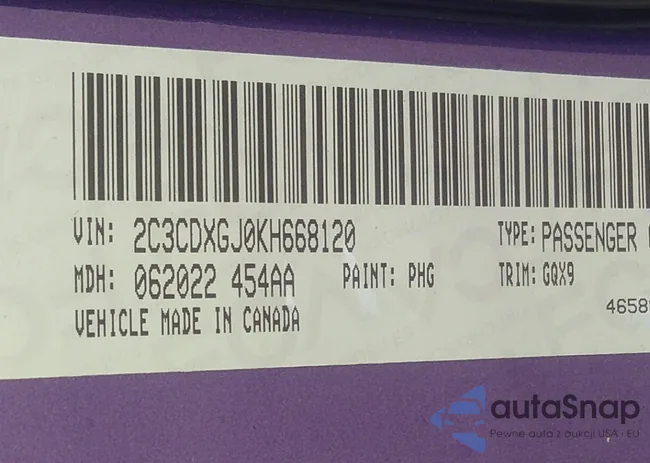 VIN: 2C3CDXGJ0KH668120 TYPE: PASSENGER
MDH: 062022 454AA PAINT: PHG TRIM: GQX9
4658
VEHICLE MADE IN CANADA
autaSnap
Pewne auta z aukcji USA - EU